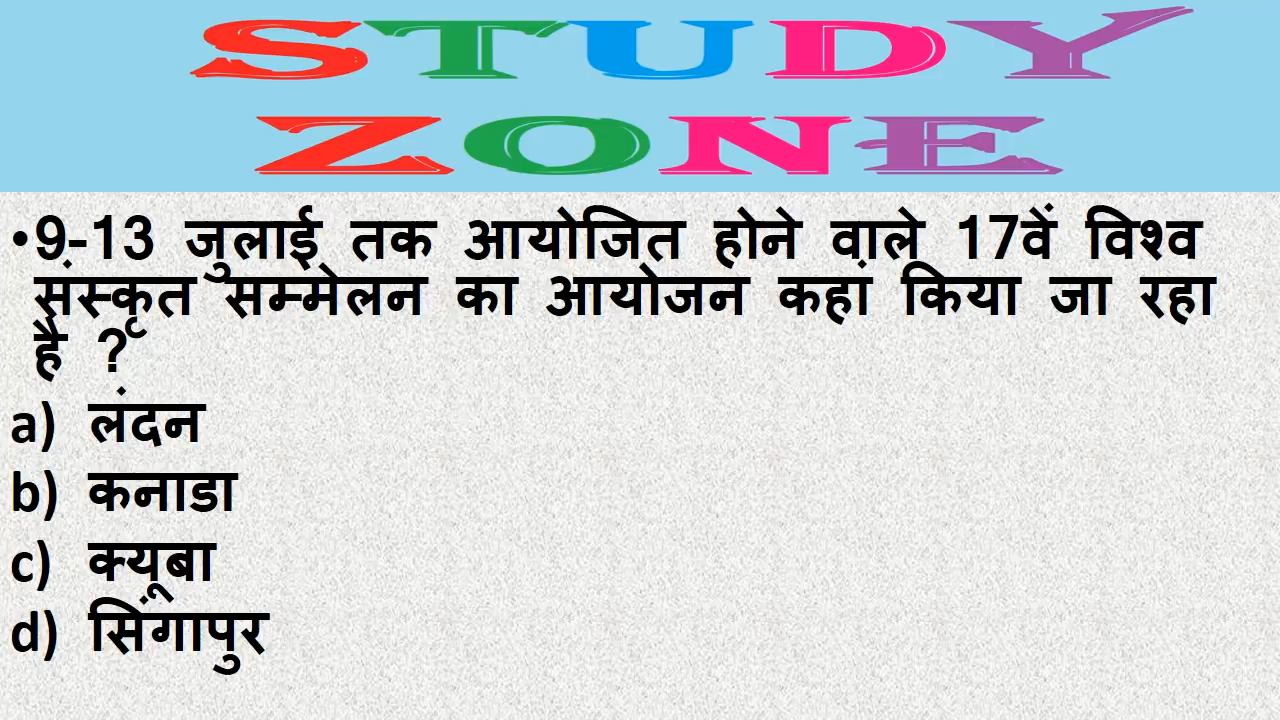 STUDY
ZONE
•9-13 जुलाई तक आयोजित होने वाले 17वें विश्व
संस्कृत सम्मेलन का आयोजन कहां किया जा रहा
है ?
a) लंदन
b) कनाडा
c) क्यूबा
d) सिंगापुर